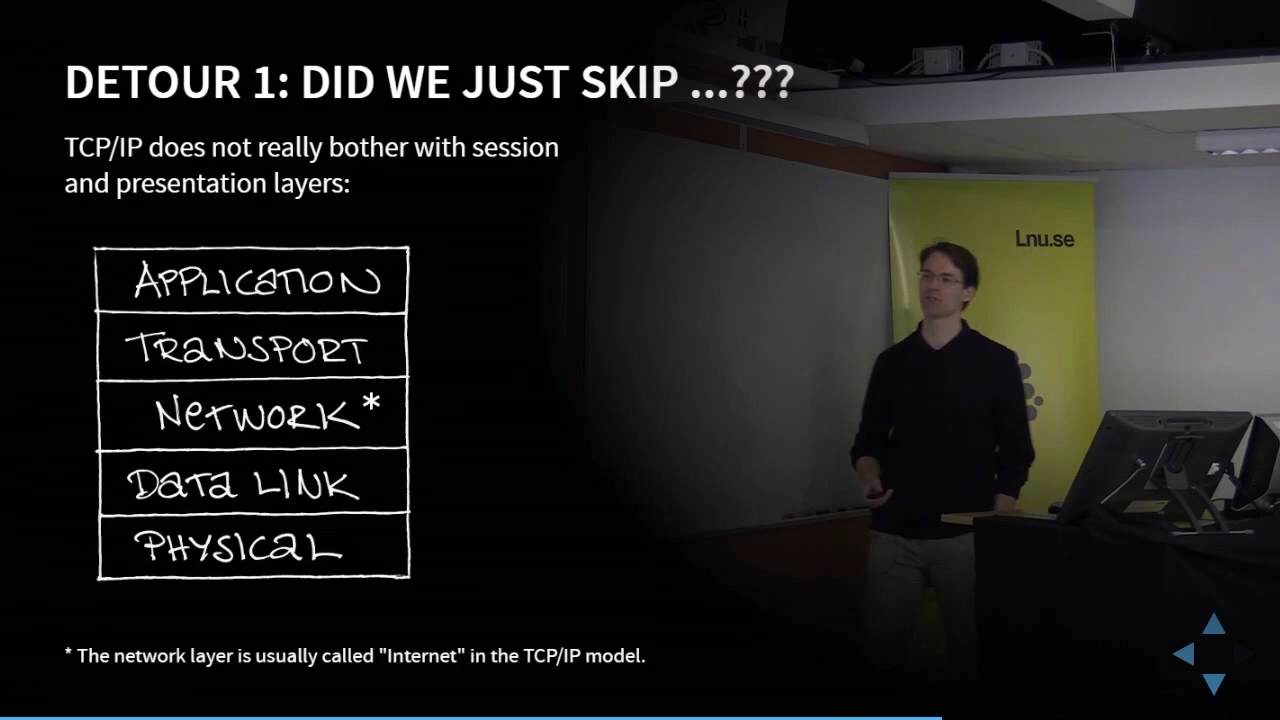 DETOUR 1: DID WE JUST SKIP ...???
TCP/IP does not really bother with session
and presentation layers:
APPLICATION
TRANSPORT
NETWORK*
DATA LINK
PHYSICAL
* The network layer is usually called "Internet" in the TCP/IP model.
Lnu.se